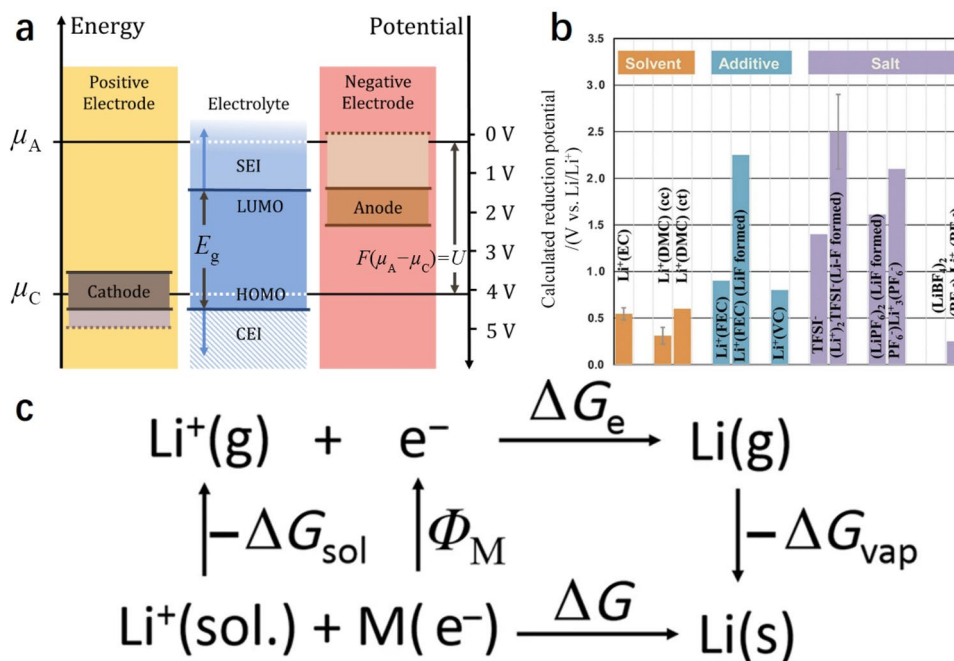 a
Energy
Potential
Positive
Electrode
Electrolyte
Negative
Electrode
μA
μC
SEI
LUMO
Eg
HOMO
CEI
Cathode
Anode
F(μA−μC)=U
0 V
1 V
2 V
3 V
4 V
5 V
b
Calculated reduction potential
/(V vs. Li/Li⁺)
3.5
3.0
2.5
2.0
1.5
1.0
0.5
0.0
Solvent
Additive
Salt
Li⁺(EC)
Li⁺(DMC) (cc)
Li⁺(DMC) (ct)
Li⁺(FEC)
Li⁺(FEC) (LiF formed)
Li⁺(VC)
TFSI⁻
(Li⁺)₂TFSI⁻(Li-F formed)
(LiPF₆)₂ (LiF formed)
PF₆⁻)Li⁺₃(PF₆⁻)
(LiBF₄)₂
c
Li⁺(g) + e⁻
ΔGe
Li(g)
−ΔGsol
ΦM
−ΔGvap
Li⁺(sol.) + M(e⁻)
ΔG
Li(s)